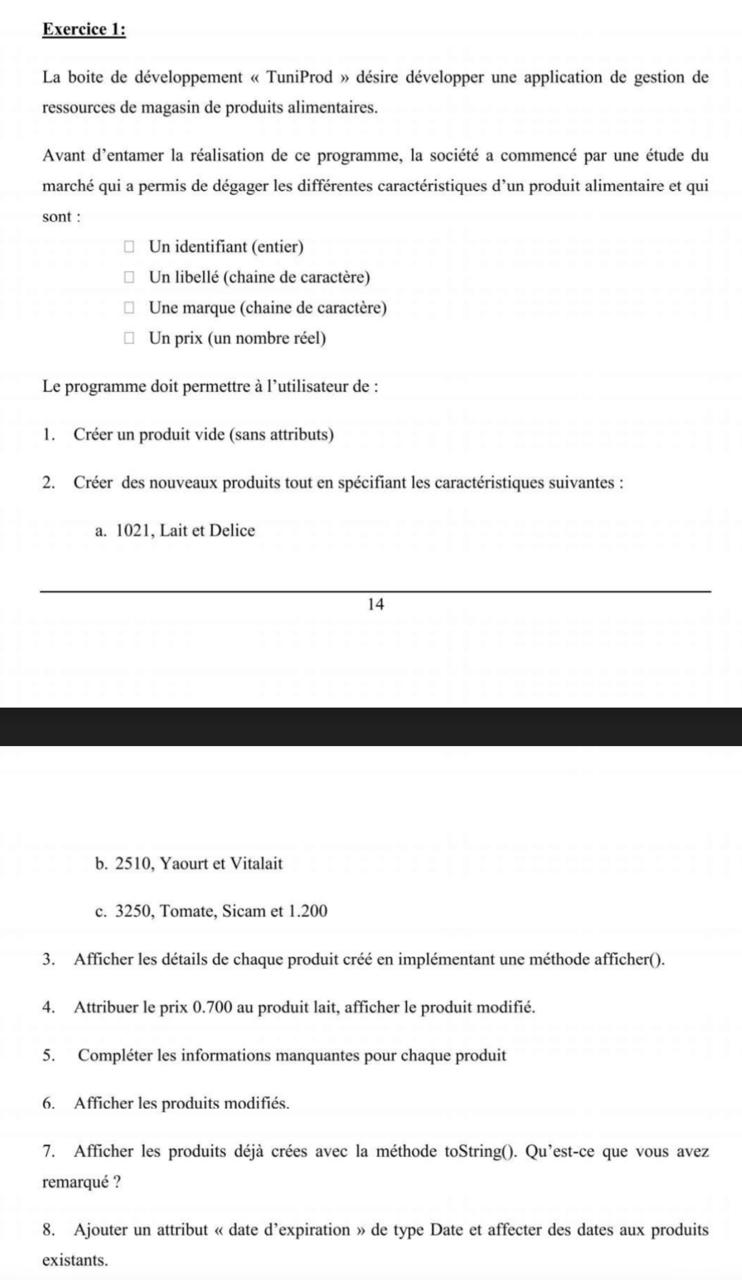 Exercice 1:
La boite de développement « TuniProd » désire développer une application de gestion de
ressources de magasin de produits alimentaires.
Avant d’entamer la réalisation de ce programme, la société a commencé par une étude du
marché qui a permis de dégager les différentes caractéristiques d’un produit alimentaire et qui
sont :
□ Un identifiant (entier)
□ Un libellé (chaine de caractère)
□ Une marque (chaine de caractère)
□ Un prix (un nombre réel)
Le programme doit permettre à l’utilisateur de :
1. Créer un produit vide (sans attributs)
2. Créer des nouveaux produits tout en spécifiant les caractéristiques suivantes :
a. 1021, Lait et Delice
14
b. 2510, Yaourt et Vitalait
c. 3250, Tomate, Sicam et 1.200
3. Afficher les détails de chaque produit créé en implémentant une méthode afficher().
4. Attribuer le prix 0.700 au produit lait, afficher le produit modifié.
5. Compléter les informations manquantes pour chaque produit
6. Afficher les produits modifiés.
7. Afficher les produits déjà crées avec la méthode toString(). Qu’est-ce que vous avez
remarqué ?
8. Ajouter un attribut « date d’expiration » de type Date et affecter des dates aux produits
existants.